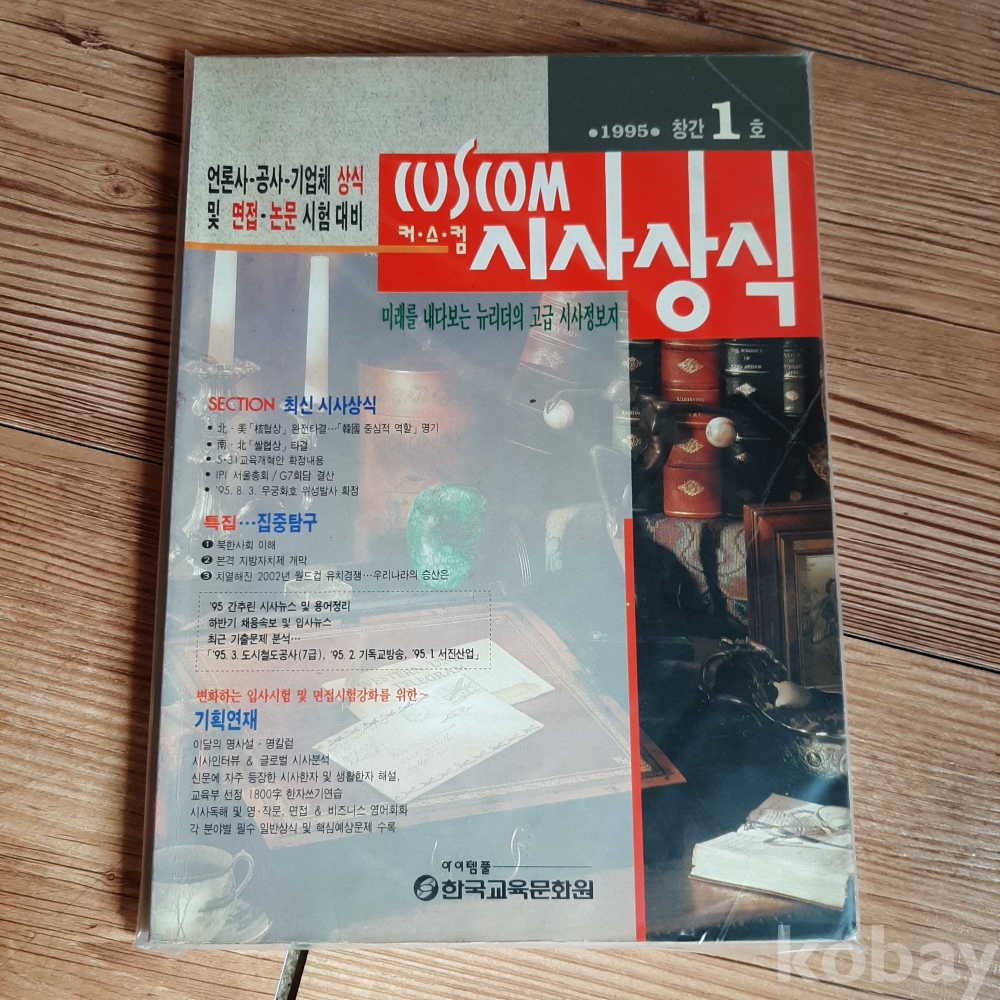 •1995• 창간 1 호
언론사-공사-기업체 상식
및 면접·논문 시험 대비
CUSCOM
커·스·컴
시사상식
미래를 내다보는 뉴리더의 고급 시사정보지
SECTION 최신 시사상식
• 北·美「核협상」완전타결…「韓國 중심적 역할」명기
• 南·北「쌀협상」타결
• 5·31교육개혁안 확정내용
• IPI 서울총회/G7회담 결산
• '95. 8. 3. 무궁화호 위성발사 확정
특집…집중탐구
❶ 북한사회 이해
❷ 본격 지방자치제 개막
❸ 치열해진 2002년 월드컵 유치경쟁…우리나라의 승산은
'95 간추린 시사뉴스 및 용어정리
하반기 채용속보 및 입사뉴스
최근 기출문제 분석…
「'95. 3. 도시철도공사(7급), '95. 2. 기독교방송, '95. 1. 서진산업」
변화하는 입사시험 및 면접시험강화를 위한~
기획연재
이달의 명사설·명칼럼
시사인터뷰 & 글로벌 시사분석
신문에 자주 등장한 시사한자 및 생활한자 해설,
교육부 선정 1800字 한자쓰기연습
시사독해 및 영·작문, 면접 & 비즈니스 영어회화
각 분야별 필수 일반상식 및 핵심예상문제 수록
아이템풀
한국교육문화원
kobay